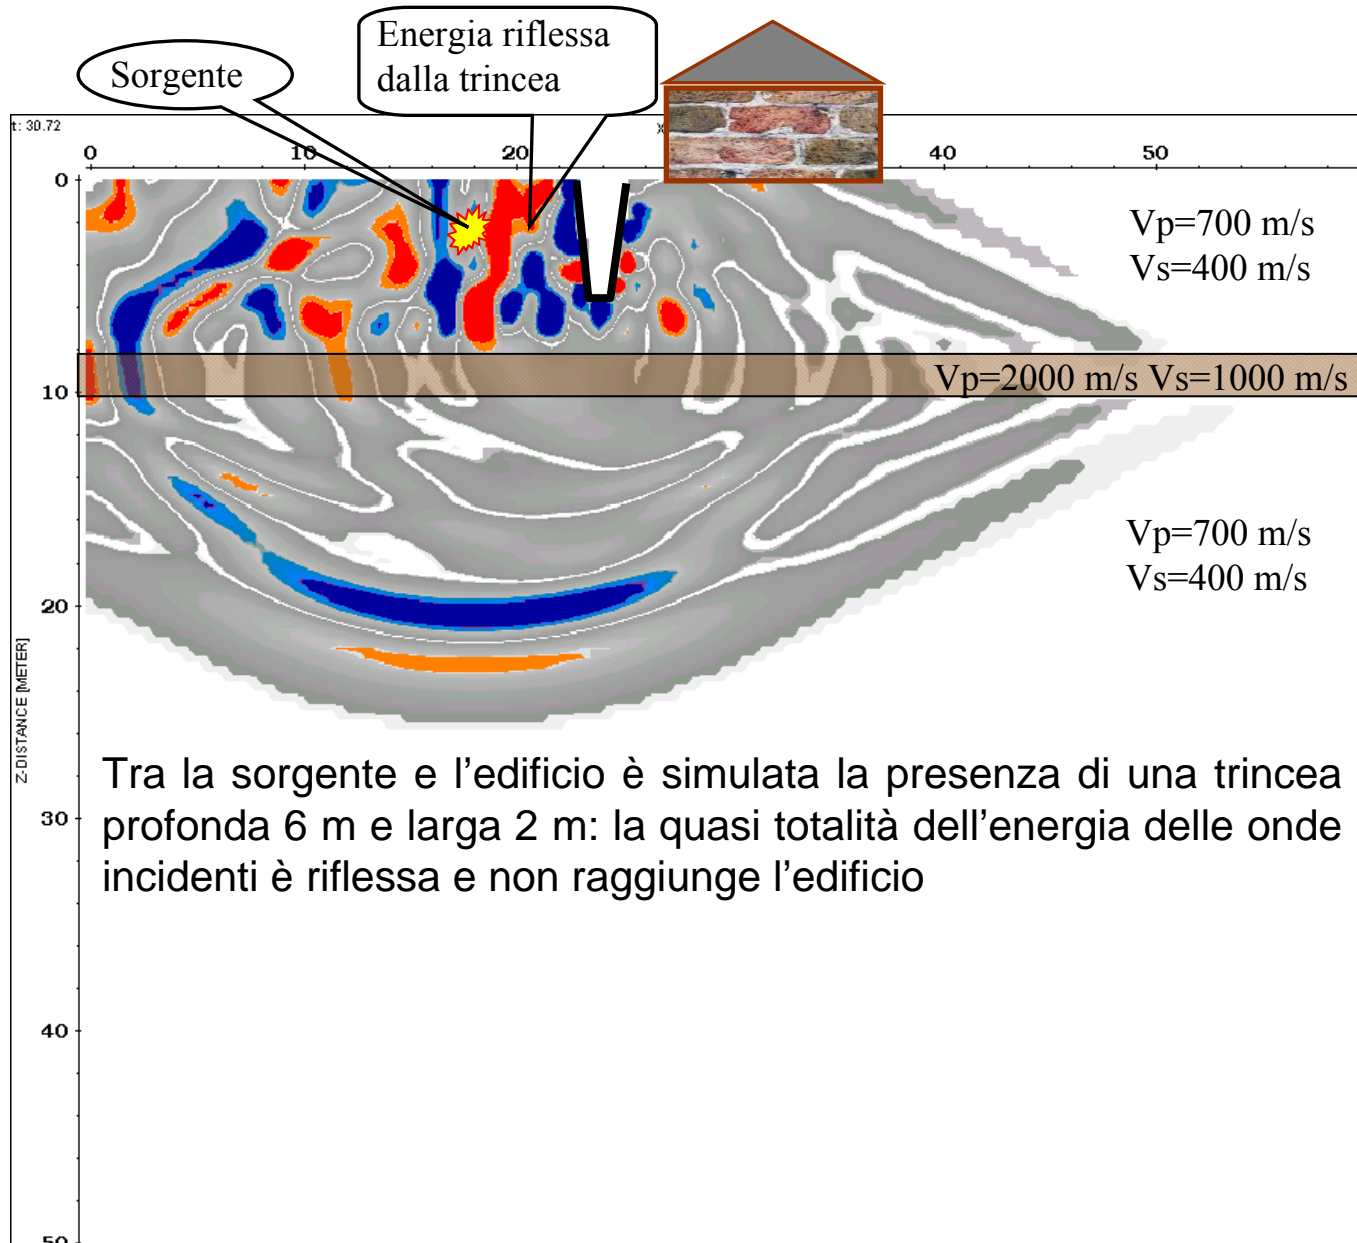 Energia riflessa
dalla trincea
Sorgente
t: 30.72
0 10 20 40 50
0
Vp=700 m/s
Vs=400 m/s
10
Vp=2000 m/s Vs=1000 m/s
Vp=700 m/s
Vs=400 m/s
20
Z-DISTANCE [METER]
Tra la sorgente e l'edificio è simulata la presenza di una trincea
30
profonda 6 m e larga 2 m: la quasi totalità dell'energia delle onde
incidenti è riflessa e non raggiunge l'edificio
40
50